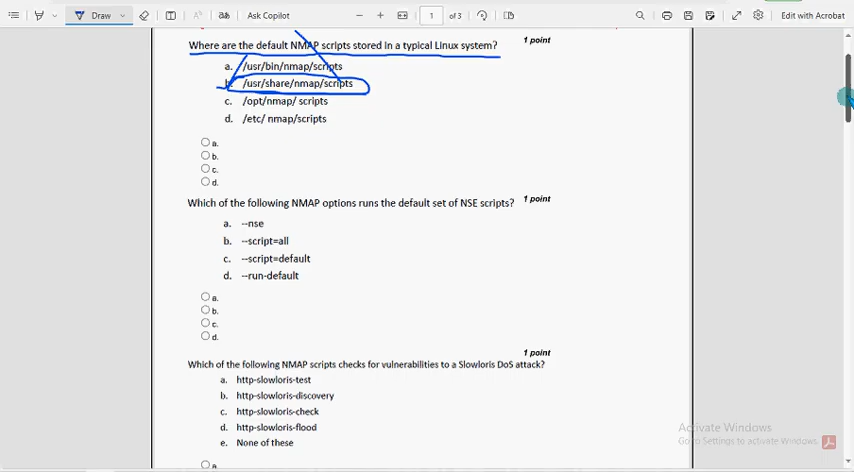 Draw
Ask Copilot
1 of 3
Edit with Acrobat
Where are the default NMAP scripts stored in a typical Linux system? 1 point
a. /usr/bin/nmap/scripts
b. /usr/share/nmap/scripts
c. /opt/nmap/ scripts
d. /etc/ nmap/scripts
a.
b.
c.
d.
Which of the following NMAP options runs the default set of NSE scripts? 1 point
a. --nse
b. --script=all
c. --script=default
d. --run-default
a.
b.
c.
d.
1 point
Which of the following NMAP scripts checks for vulnerabilities to a Slowloris DoS attack?
a. http-slowloris-test
b. http-slowloris-discovery
c. http-slowloris-check
d. http-slowloris-flood
e. None of these
a.
Activate Windows
Go to Settings to activate Windows.